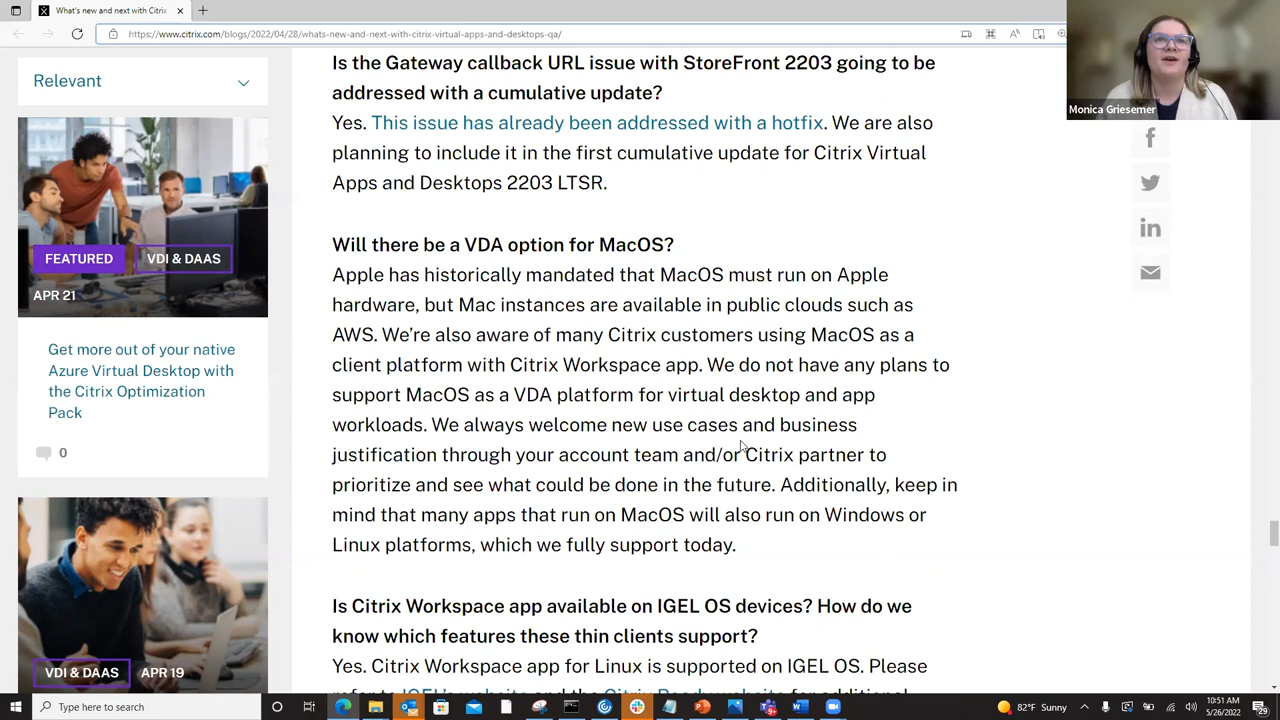 What's new and next with Citrix
https://www.citrix.com/blogs/2022/04/28/whats-new-and-next-with-citrix-virtual-apps-and-desktops-qa/
Monica Griesemer
Relevant
FEATURED
VDI & DAAS
APR 21
Get more out of your native
Azure Virtual Desktop with
the Citrix Optimization
Pack
0
VDI & DAAS
APR 19
Is the Gateway callback URL issue with StoreFront 2203 going to be
addressed with a cumulative update?
Yes. This issue has already been addressed with a hotfix. We are also
planning to include it in the first cumulative update for Citrix Virtual
Apps and Desktops 2203 LTSR.
Will there be a VDA option for MacOS?
Apple has historically mandated that MacOS must run on Apple
hardware, but Mac instances are available in public clouds such as
AWS. We're also aware of many Citrix customers using MacOS as a
client platform with Citrix Workspace app. We do not have any plans to
support MacOS as a VDA platform for virtual desktop and app
workloads. We always welcome new use cases and business
justification through your account team and/or Citrix partner to
prioritize and see what could be done in the future. Additionally, keep in
mind that many apps that run on MacOS will also run on Windows or
Linux platforms, which we fully support today.
Is Citrix Workspace app available on IGEL OS devices? How do we
know which features these thin clients support?
Yes. Citrix Workspace app for Linux is supported on IGEL OS. Please
refer to IGEL's website and the Citrix Ready website for additional
Type here to search
82°F Sunny
10:51 AM
5/26/2022
29